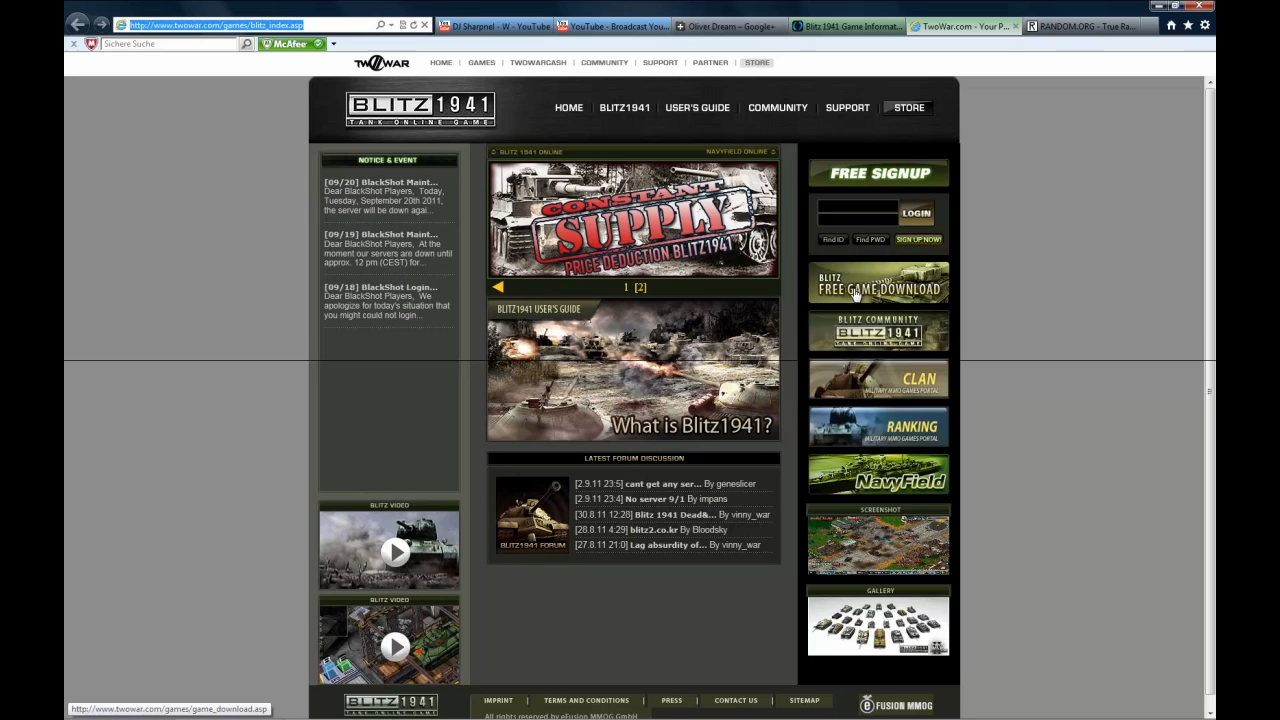 http://www.twowar.com/games/blitz_index.asp
DJ Sharpnel - W - YouTube
YouTube - Broadcast You...
Oliver Dream – Google+
Blitz 1941 Game Informat...
TwoWar.com - Your P...
RANDOM.ORG - True Ra...
Sichere Suche
McAfee
TWOWAR
HOME
GAMES
TWOWARCASH
COMMUNITY
SUPPORT
PARTNER
STORE
BLITZ 1941
TANK ONLINE GAME
HOME
BLITZ1941
USER'S GUIDE
COMMUNITY
SUPPORT
STORE
NOTICE & EVENT
[09/20] BlackShot Maint...
Dear BlackShot Players, Today,
Tuesday, September 20th 2011,
the server will be down agai...
[09/19] BlackShot Maint...
Dear BlackShot Players, At the
moment our servers are down until
approx. 12 pm (CEST) for...
[09/18] BlackShot Login...
Dear BlackShot Players, We
apologize for today's situation that
you might could not login...
BLITZ VIDEO
BLITZ VIDEO
BLITZ 1941 ONLINE
NAVYFIELD ONLINE
CONSTANT
SUPPLY
PRICE DEDUCTION BLITZ1941
1 [2]
BLITZ1941 USER'S GUIDE
What is Blitz1941?
LATEST FORUM DISCUSSION
BLITZ1941 FORUM
[2.9.11 23:5] cant get any ser... By geneslicer
[2.9.11 23:4] No server 9/1 By impans
[30.8.11 12:28] Blitz 1941 Dead&... By vinny_war
[28.8.11 4:29] blitz2.co.kr By Bloodsky
[27.8.11 21:0] Lag absurdity of... By vinny_war
FREE SIGNUP
LOGIN
Find ID
Find PWD
SIGN UP NOW!
BLITZ
FREE GAME DOWNLOAD
BLITZ COMMUNITY
BLITZ 1941
TANK ONLINE GAME
CLAN
MILITARY MMO GAMES PORTAL
RANKING
MILITARY MMO GAMES PORTAL
NavyField
SCREENSHOT
GALLERY
BLITZ 1941
TANK ONLINE GAME
IMPRINT
TERMS AND CONDITIONS
PRESS
CONTACT US
SITEMAP
All rights reserved by eFusion MMOG GmbH
e FUSION MMOG
http://www.twowar.com/games/game_download.asp